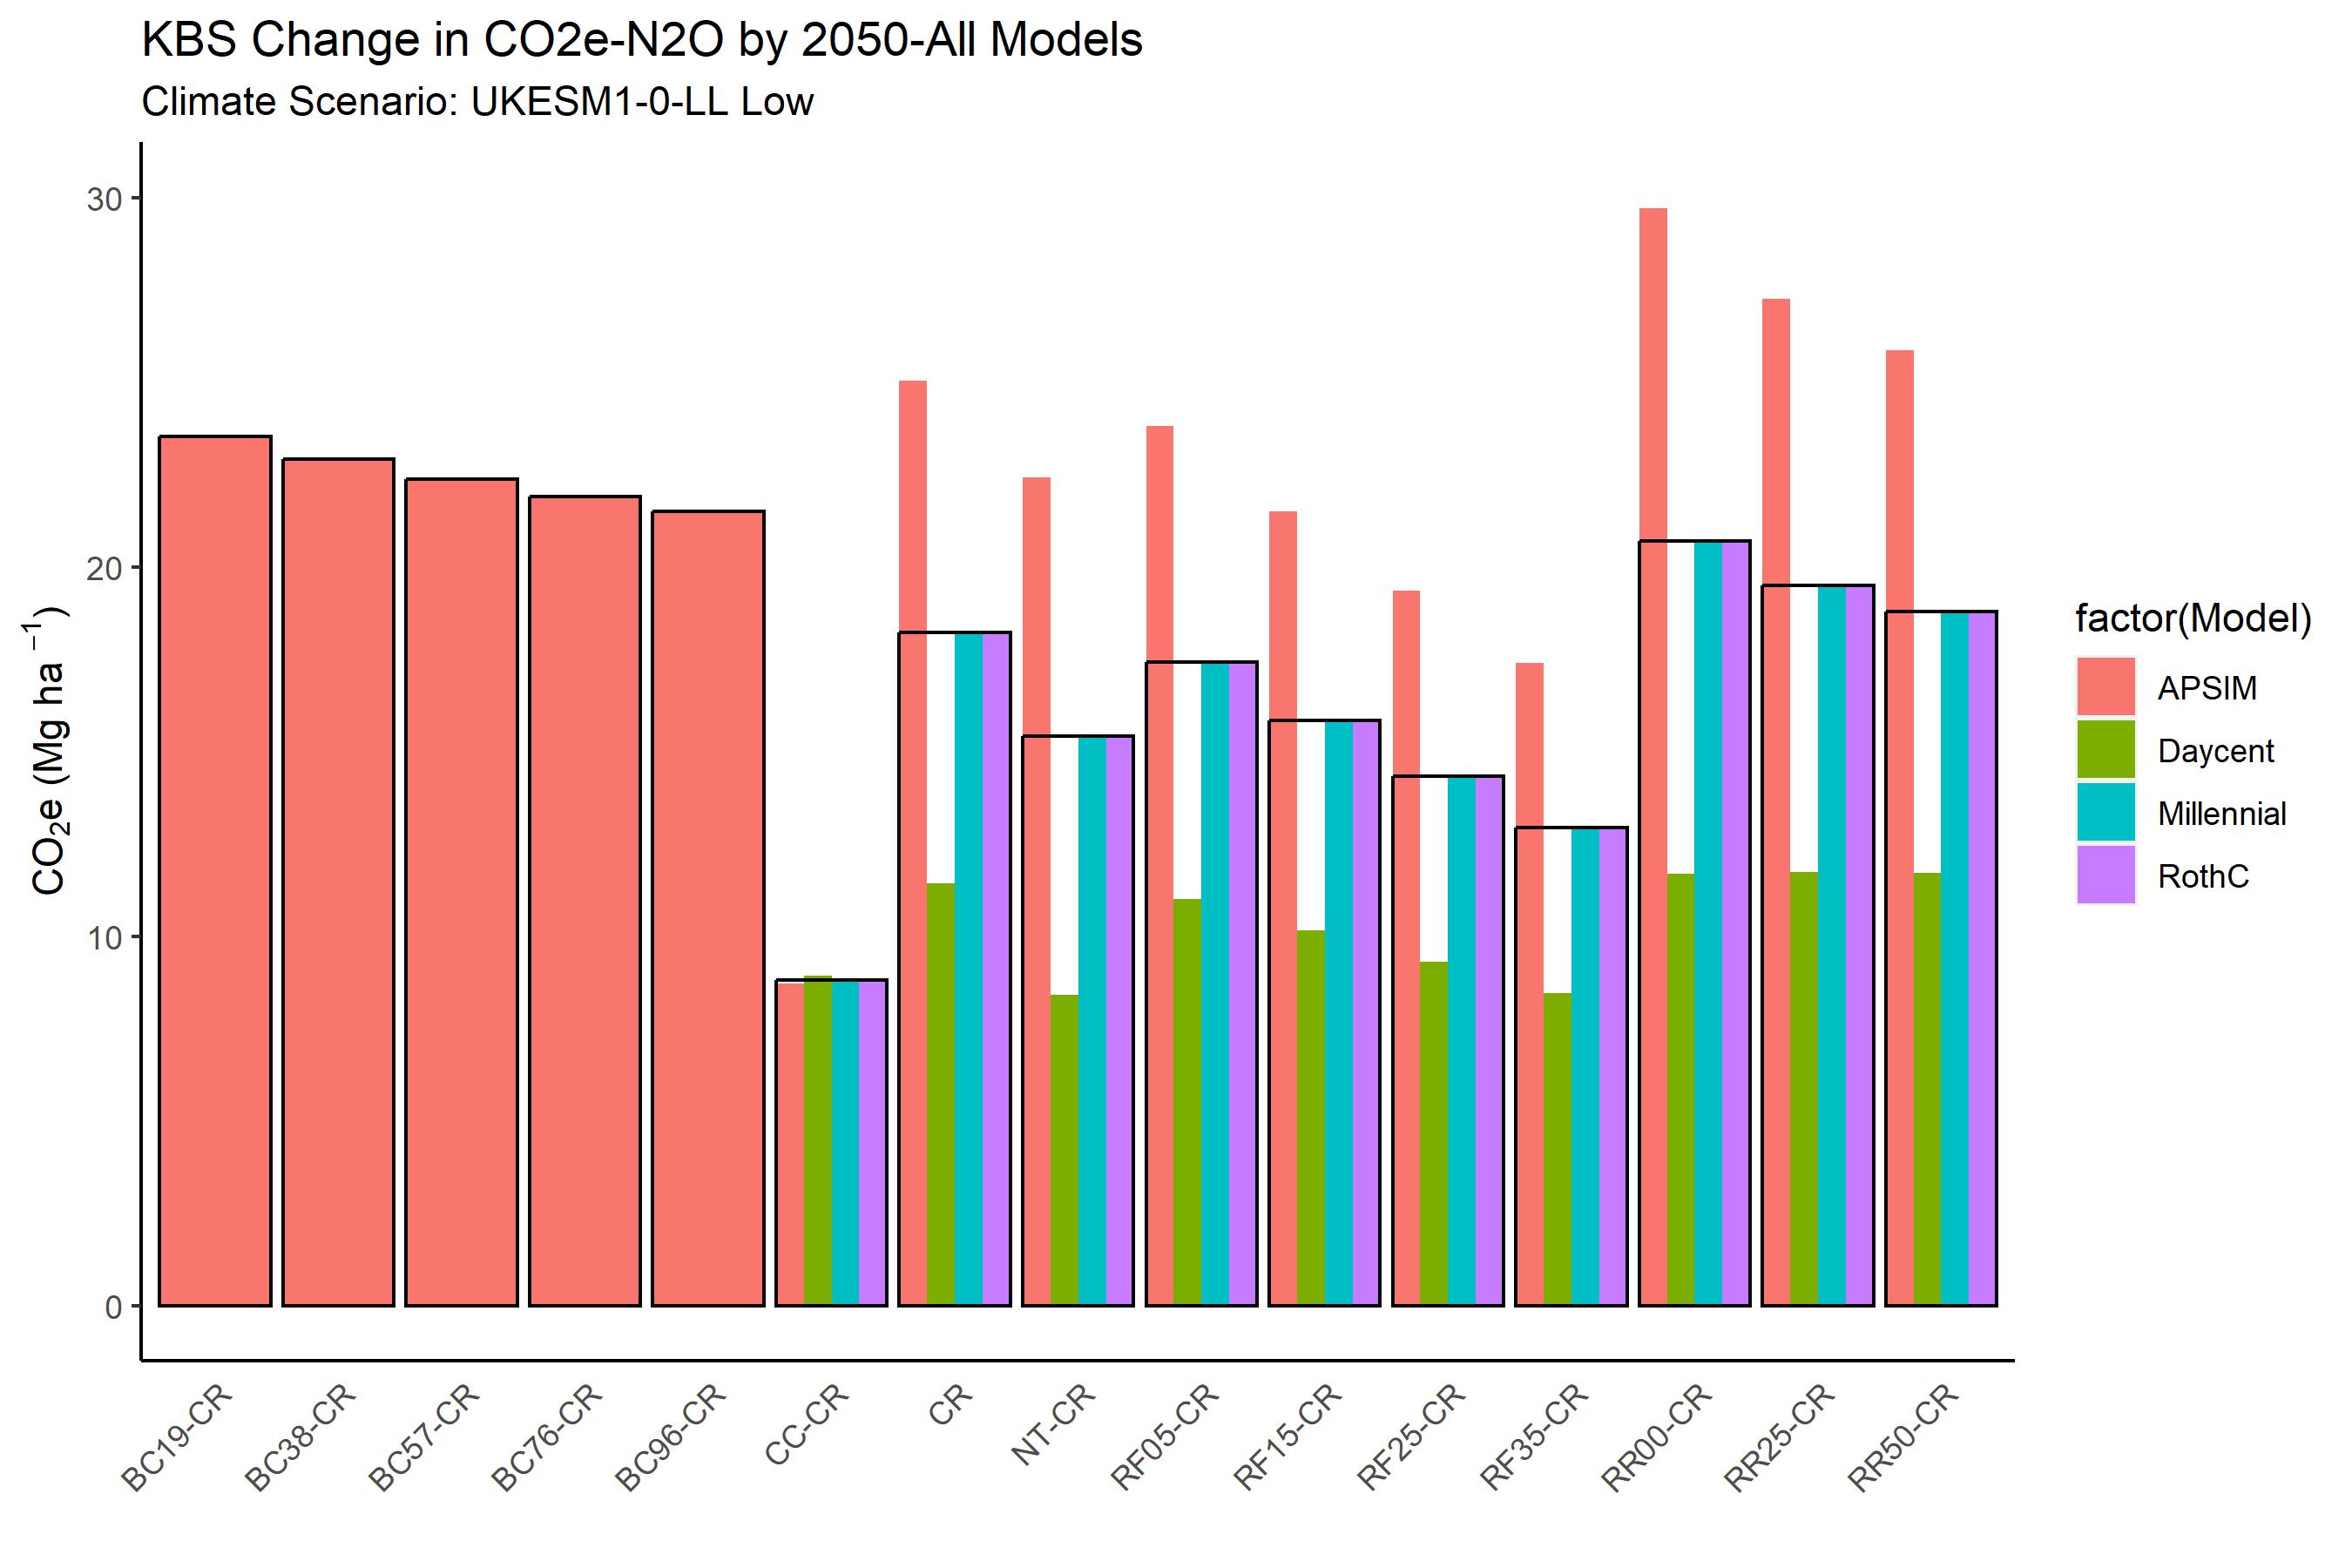 KBS Change in CO2e-N2O by 2050-All Models
Climate Scenario: UKESM1-0-LL Low
CO₂e (Mg ha ⁻¹)
30
20
10
0
BC19-CR
BC38-CR
BC57-CR
BC76-CR
BC96-CR
CC-CR
CR
NT-CR
RF05-CR
RF15-CR
RF25-CR
RF35-CR
RR00-CR
RR25-CR
RR50-CR
factor(Model)
APSIM
Daycent
Millennial
RothC